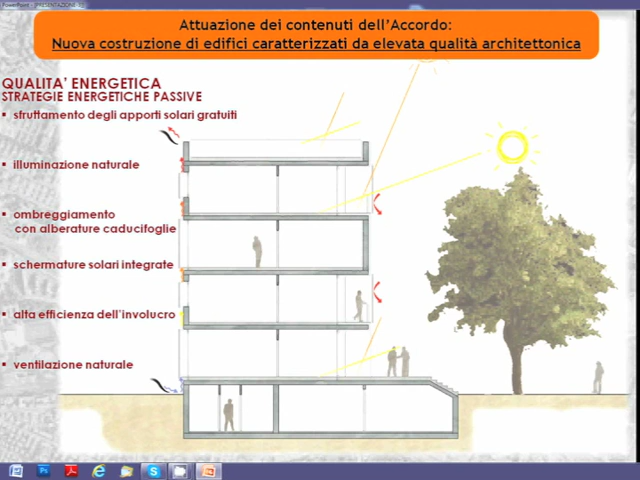 Attuazione dei contenuti dell'Accordo:
Nuova costruzione di edifici caratterizzati da elevata qualità architettonica
QUALITA' ENERGETICA
STRATEGIE ENERGETICHE PASSIVE
▪ sfruttamento degli apporti solari gratuiti
▪ illuminazione naturale
▪ ombreggiamento
con alberature caducifoglie
▪ schermature solari integrate
▪ alta efficienza dell'involucro
▪ ventilazione naturale